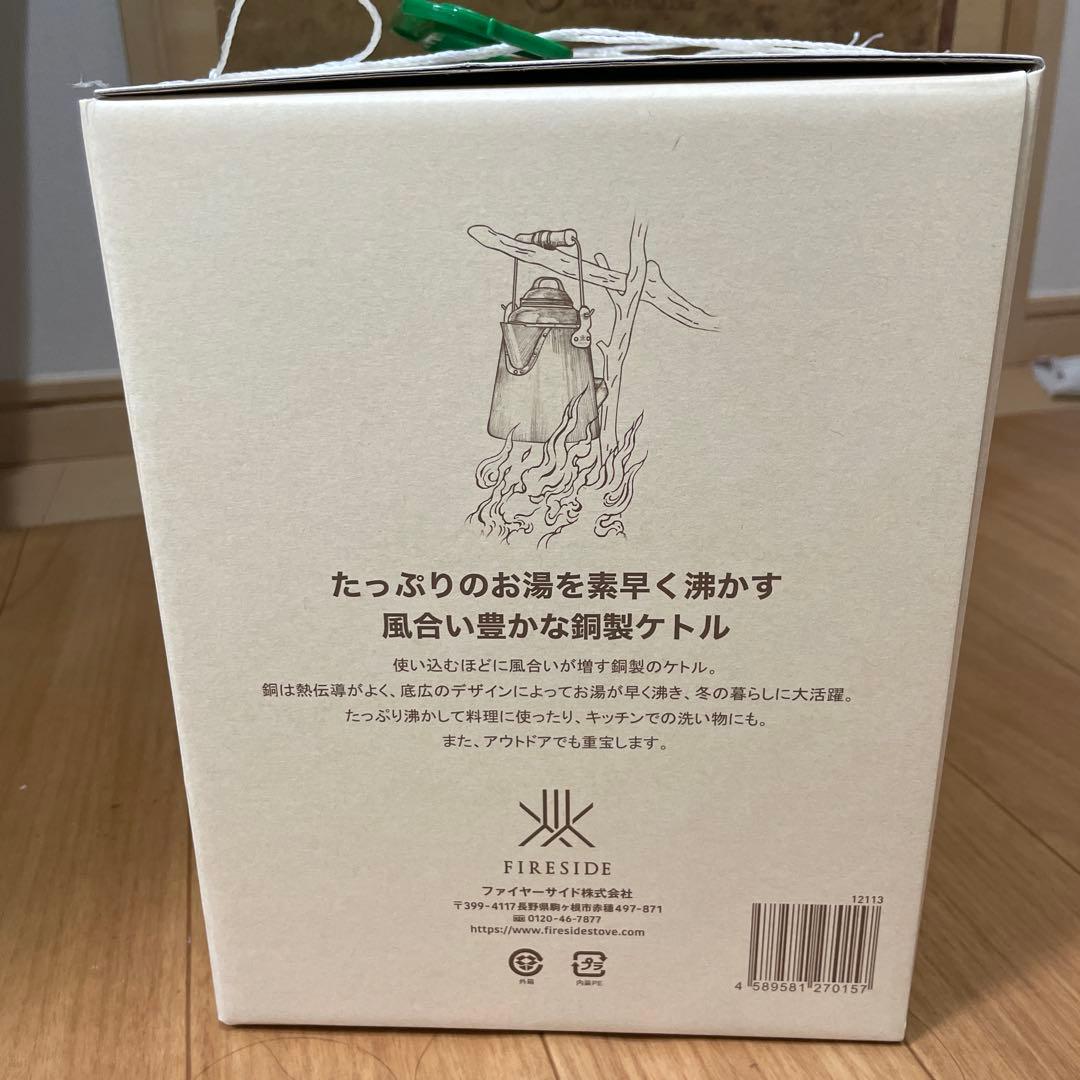 たっぷりのお湯を素早く沸かす
風合い豊かな銅製ケトル
使い込むほどに風合いが増す銅製のケトル。
銅は熱伝導がよく、底広のデザインによってお湯が早く沸き、冬の暮らしに大活躍。
たっぷり沸かして料理に使ったり、キッチンでの洗い物にも。
また、アウトドアでも重宝します。
FIRESIDE
ファイヤーサイド株式会社
〒399-4117長野県駒ヶ根市赤穂497-871
0120-46-7877
https://www.firesidestove.com
外箱
プラ
内装PE
12113
4 589581 270157